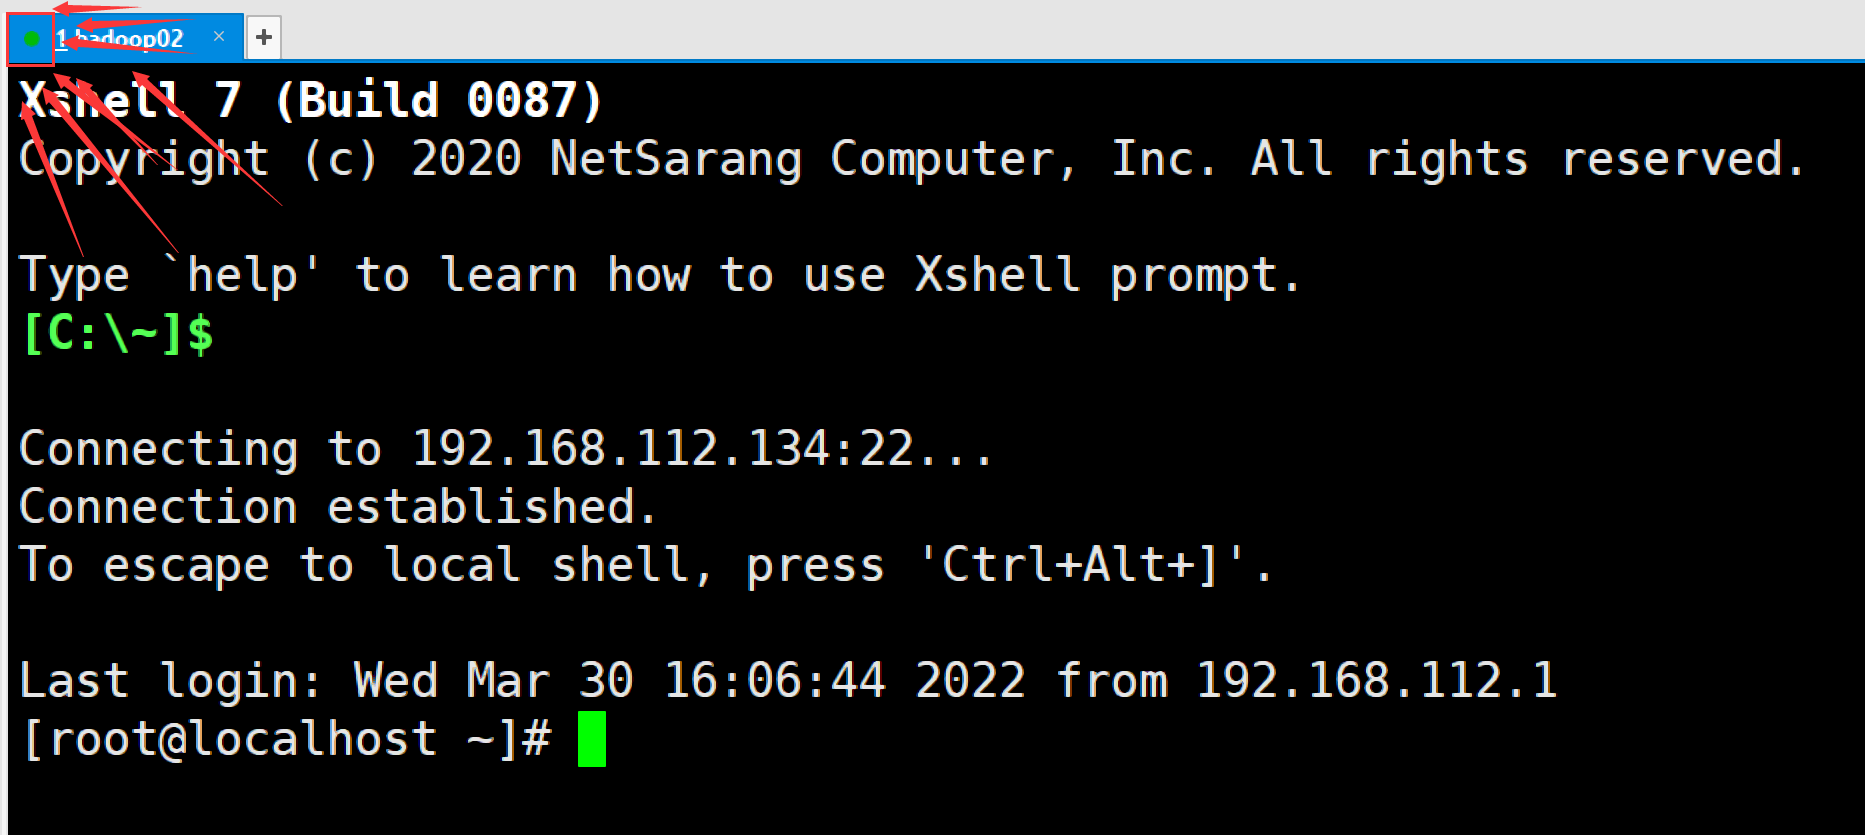 1 hadoop02 × +
Xshell 7 (Build 0087)
Copyright (c) 2020 NetSarang Computer, Inc. All rights reserved.
Type `help' to learn how to use Xshell prompt.
[C:\~]$
Connecting to 192.168.112.134:22...
Connection established.
To escape to local shell, press 'Ctrl+Alt+]'.
Last login: Wed Mar 30 16:06:44 2022 from 192.168.112.1
[root@localhost ~]#